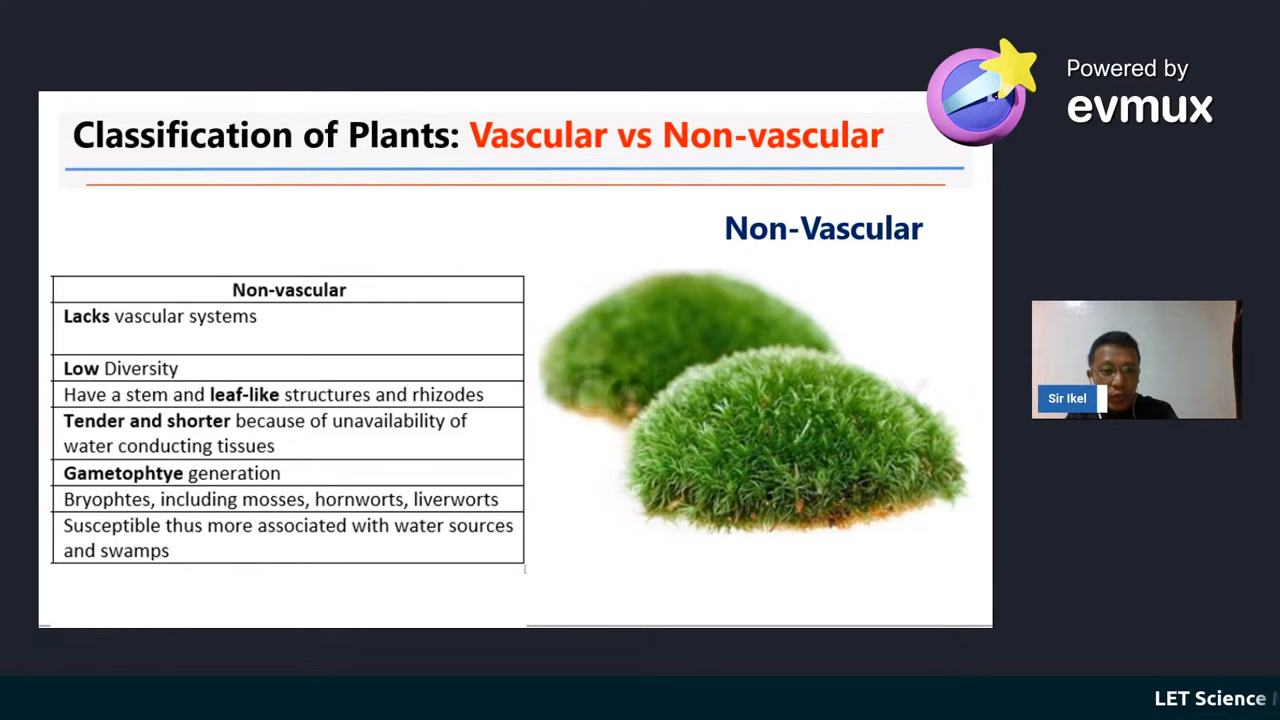 Powered by
evmux
Classification of Plants: Vascular vs Non-vascular
Non-Vascular
Non-vascular
Lacks vascular systems
Low Diversity
Have a stem and leaf-like structures and rhizodes
Tender and shorter because of unavailability of
water conducting tissues
Gametophtye generation
Bryophtes, including mosses, hornworts, liverworts
Susceptible thus more associated with water sources
and swamps
Sir Ikel
LET Science